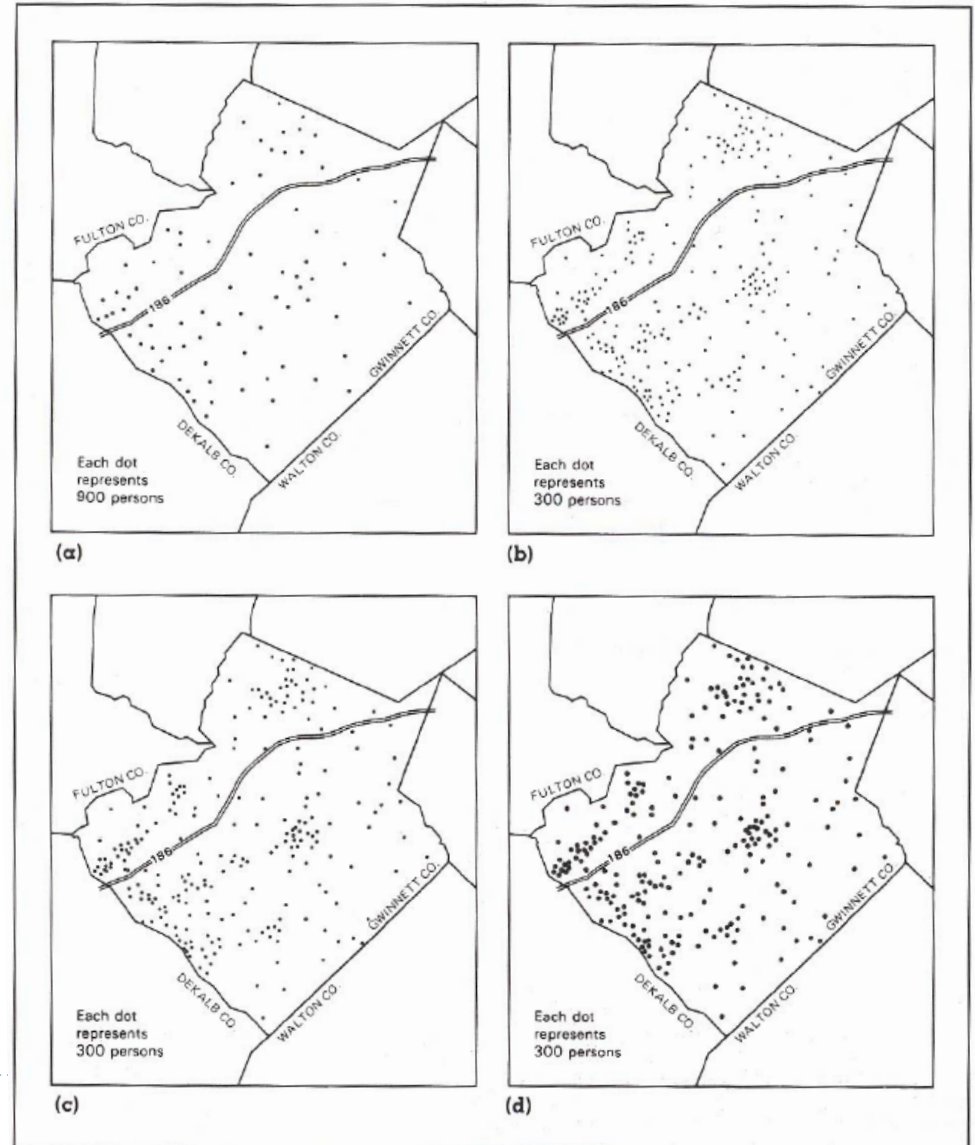 FULTON CO.
186
GWINNETT CO.
DEKALB CO.
WALTON CO.
Each dot
represents
900 persons
(a)
FULTON CO.
186
GWINNETT CO.
DEKALB CO.
WALTON CO.
Each dot
represents
300 persons
(b)
FULTON CO.
186
GWINNETT CO.
DEKALB CO.
WALTON CO.
Each dot
represents
300 persons
(c)
FULTON CO.
186
GWINNETT CO.
DEKALB CO.
WALTON CO.
Each dot
represents
300 persons
(d)